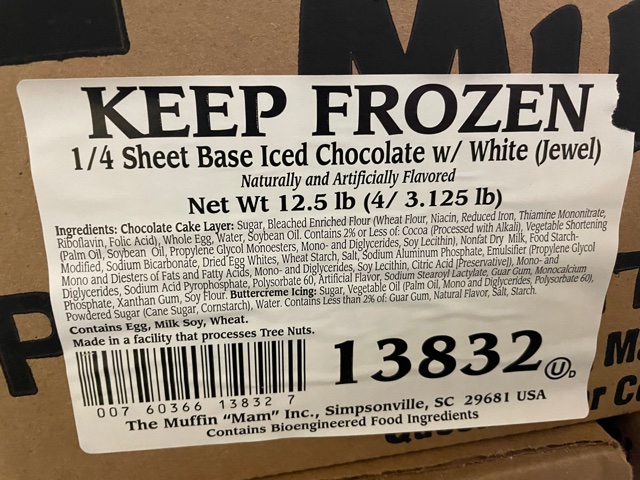 Mu
KEEP FROZEN
1/4 Sheet Base Iced Chocolate w/ White (Jewel)
Naturally and Artificially Flavored
Net Wt 12.5 lb (4/ 3.125 lb)
Ingredients: Chocolate Cake Layer: Sugar, Bleached Enriched Flour (Wheat Flour, Niacin, Reduced Iron, Thiamine Mononitrate,
Riboflavin, Folic Acid), Whole Egg, Water, Soybean Oil. Contains 2% or Less of: Cocoa (Processed with Alkali), Vegetable Shortening
(Palm Oil, Soybean Oil, Propylene Glycol Monoesters, Mono- and Diglycerides, Soy Lecithin), Nonfat Dry Milk, Food Starch-
Modified, Sodium Bicarbonate, Dried Egg Whites, Wheat Starch, Salt, Sodium Aluminum Phosphate, Emulsifier (Propylene Glycol
Mono and Diesters of Fats and Fatty Acids, Mono- and Diglycerides, Soy Lecithin, Citric Acid (Preservative)), Mono- and
Diglycerides, Sodium Acid Pyrophosphate, Polysorbate 60, Artificial Flavor, Sodium Stearoyl Lactylate, Guar Gum, Monocalcium
Phosphate, Xanthan Gum, Soy Flour. Buttercreme Icing: Sugar, Vegetable Oil (Palm Oil, Mono and Diglycerides, Polysorbate 60),
Powdered Sugar (Cane Sugar, Cornstarch), Water. Contains Less than 2% of: Guar Gum, Natural Flavor, Salt, Starch.
Contains Egg, Milk Soy, Wheat.
Made in a facility that processes Tree Nuts.
13832 U D
007 60366 13832 7
The Muffin "Mam" Inc., Simpsonville, SC 29681 USA
Contains Bioengineered Food Ingredients